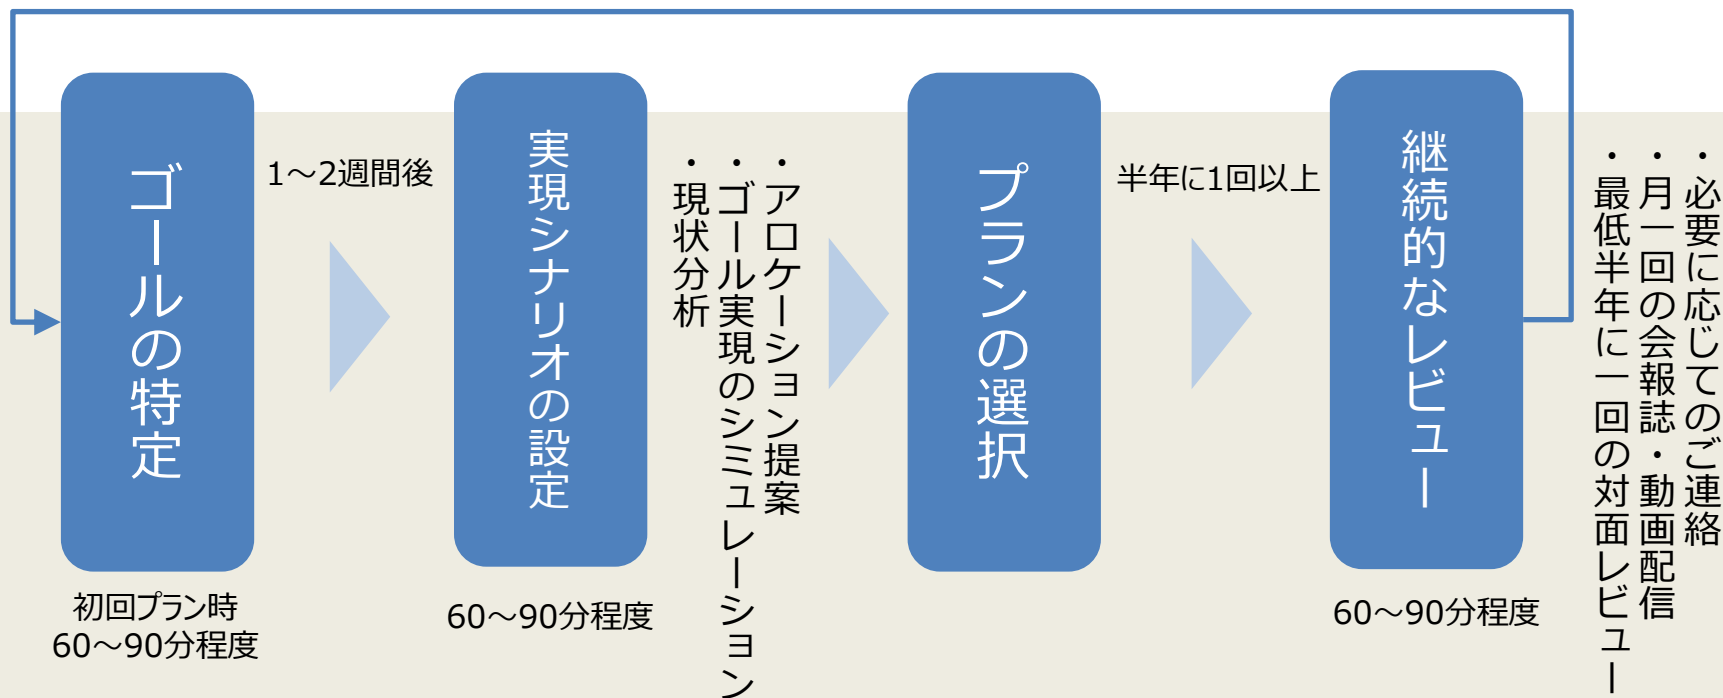 ゴールの特定
初回プラン時
60～90分程度
1～2週間後
実現シナリオの設定
60～90分程度
・アロケーション提案
・ゴール実現のシミュレーション
・現状分析
プランの選択
半年に1回以上
継続的なレビュー
60～90分程度
・必要に応じてのご連絡
・月一回の会報誌・動画配信
・最低半年に一回の対面レビュー